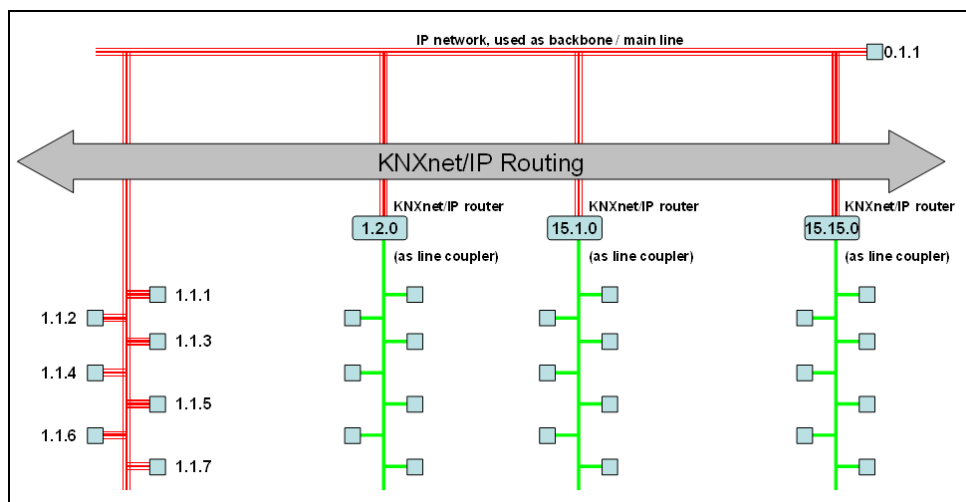 IP network, used as backbone / main line
0.1.1
KNXnet/IP Routing
KNXnet/IP router
KNXnet/IP router
KNXnet/IP router
1.2.0
15.1.0
15.15.0
(as line coupler)
(as line coupler)
(as line coupler)
1.1.1
1.1.2
1.1.3
1.1.4
1.1.5
1.1.6
1.1.7